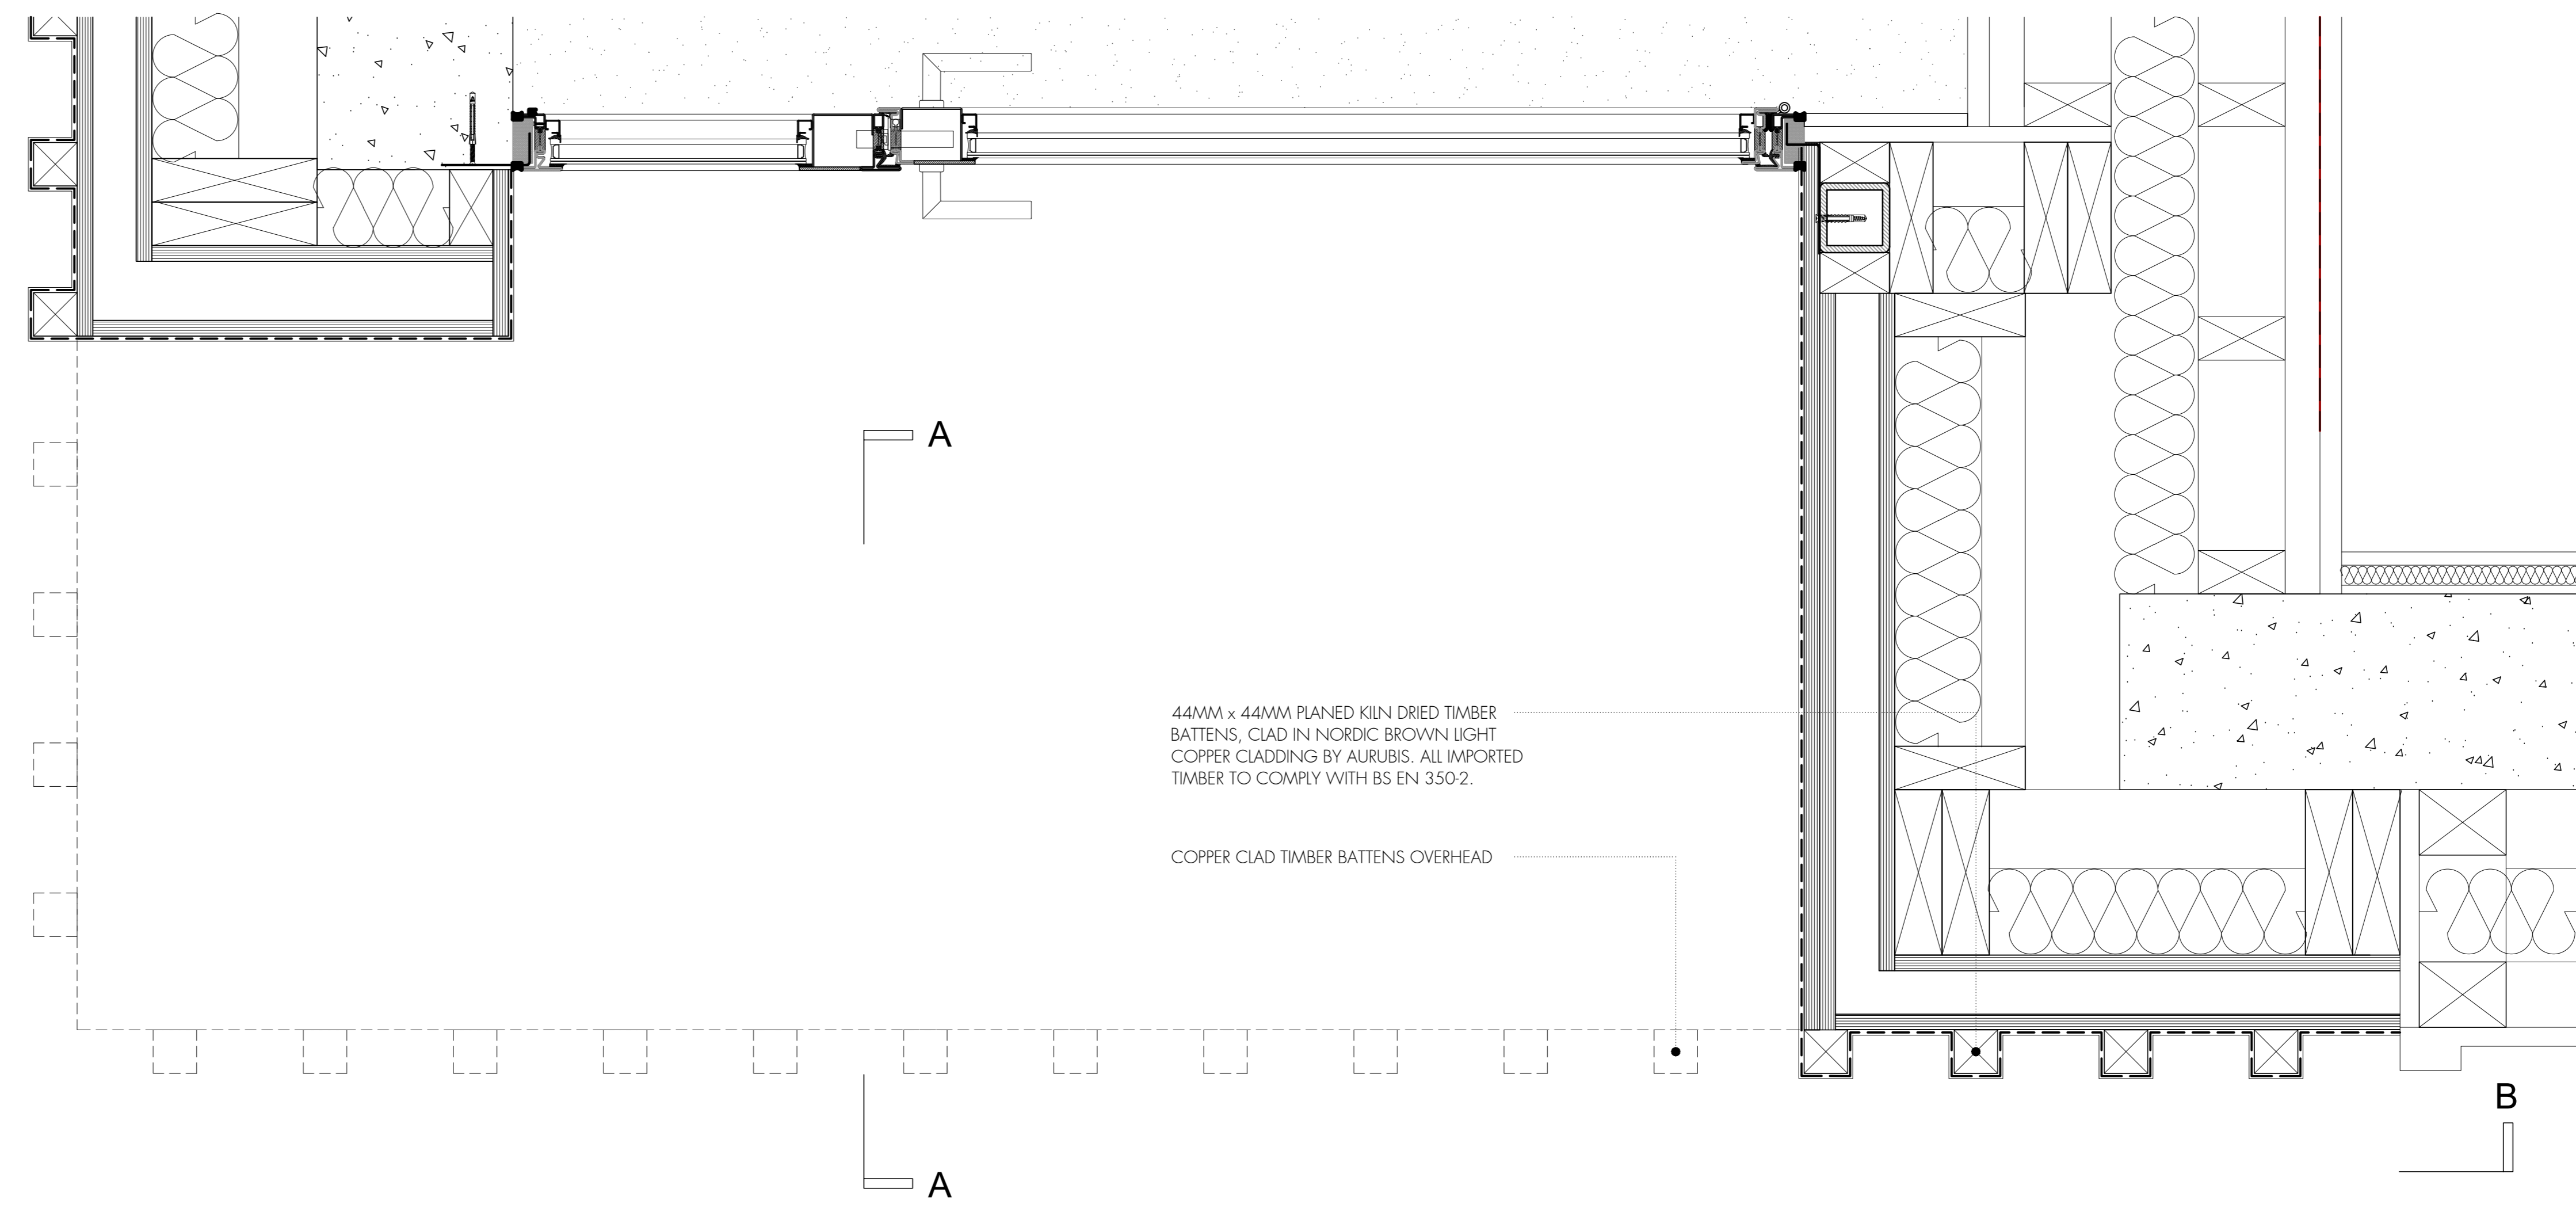 A
44MM x 44MM PLANED KILN DRIED TIMBER
BATTENS, CLAD IN NORDIC BROWN LIGHT
COPPER CLADDING BY AURUBIS. ALL IMPORTED
TIMBER TO COMPLY WITH BS EN 350-2.
COPPER CLAD TIMBER BATTENS OVERHEAD
B
A